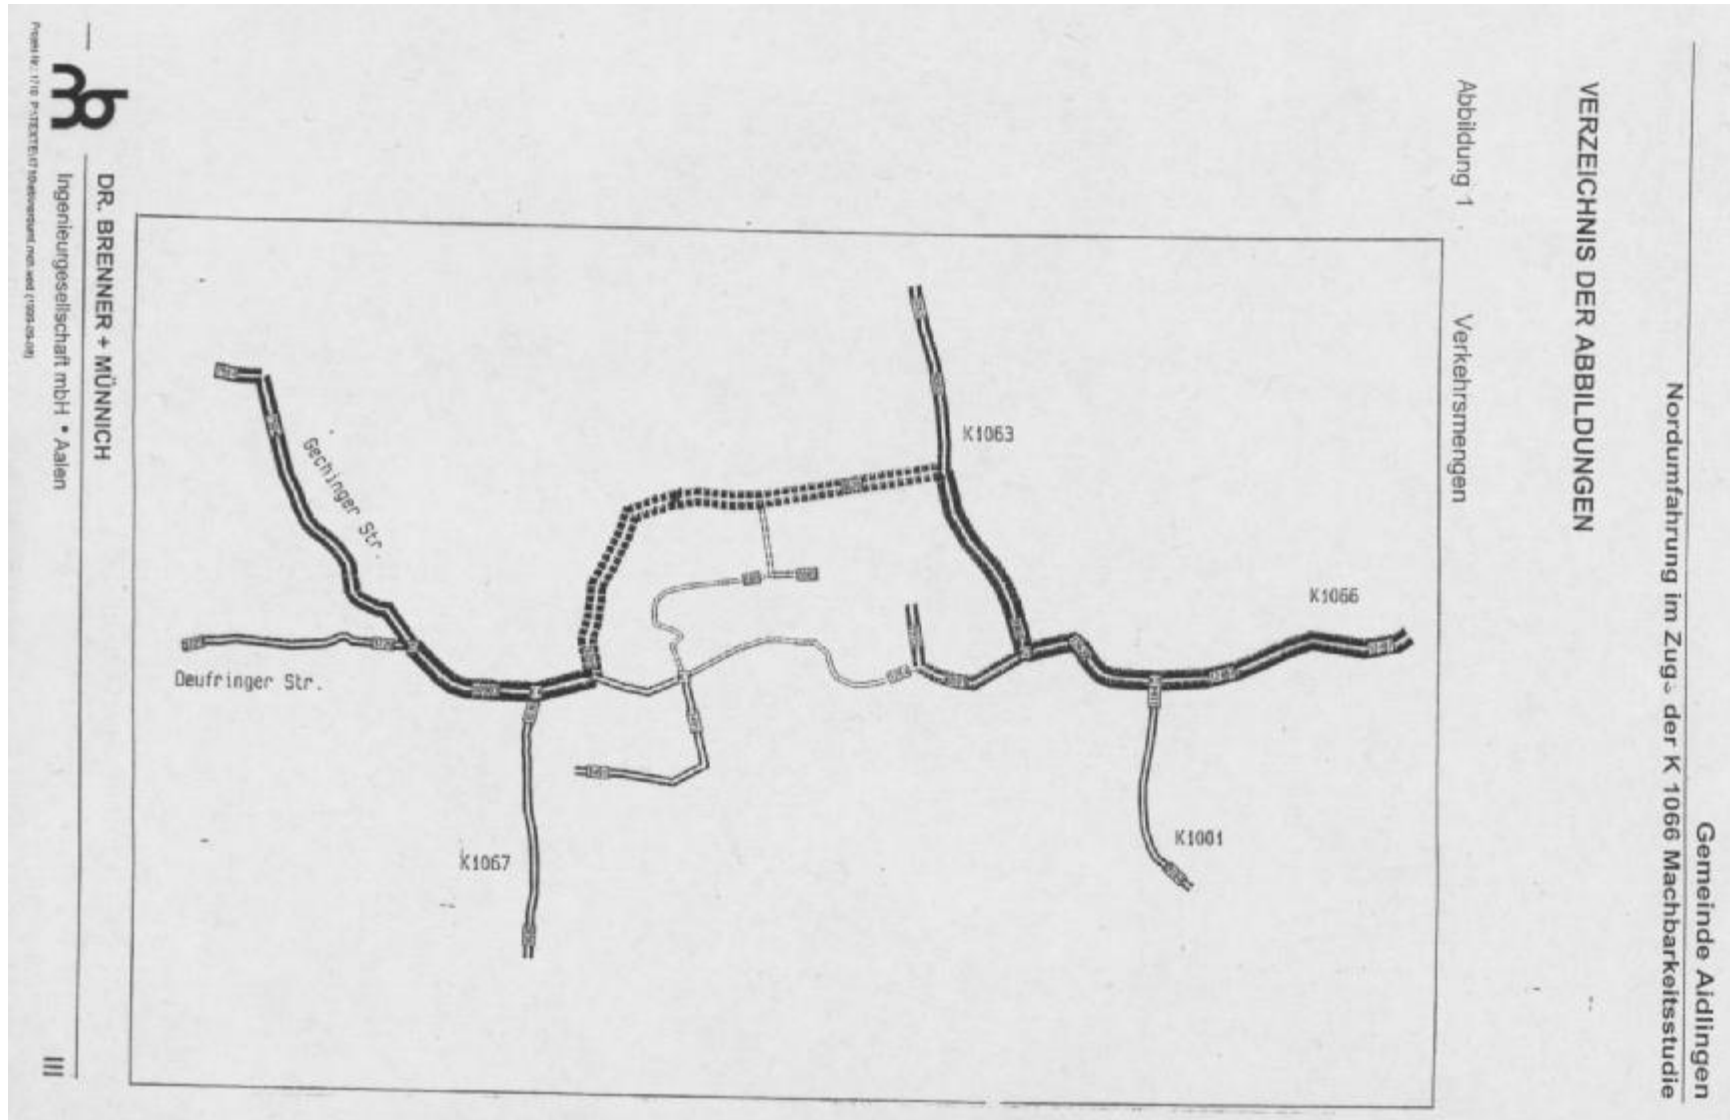 Gemeinde Aidlingen
Nordumfahrung im Zuge der K 1066 Machbarkeitsstudie
VERZEICHNIS DER ABBILDUNGEN
Abbildung 1 Verkehrsmengen
K1063
Gechinger Str.
K1066
Deufringer Str.
K1001
K1067
DR. BRENNER + MÜNNICH
Ingenieurgesellschaft mbH * Aalen
III